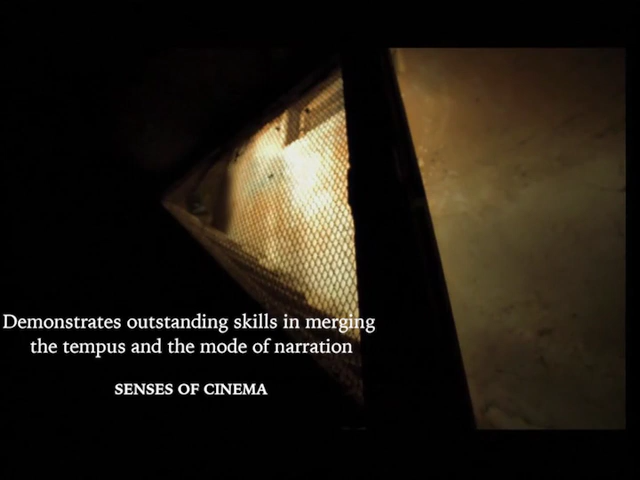 Demonstrates outstanding skills in merging
the tempus and the mode of narration
SENSES OF CINEMA